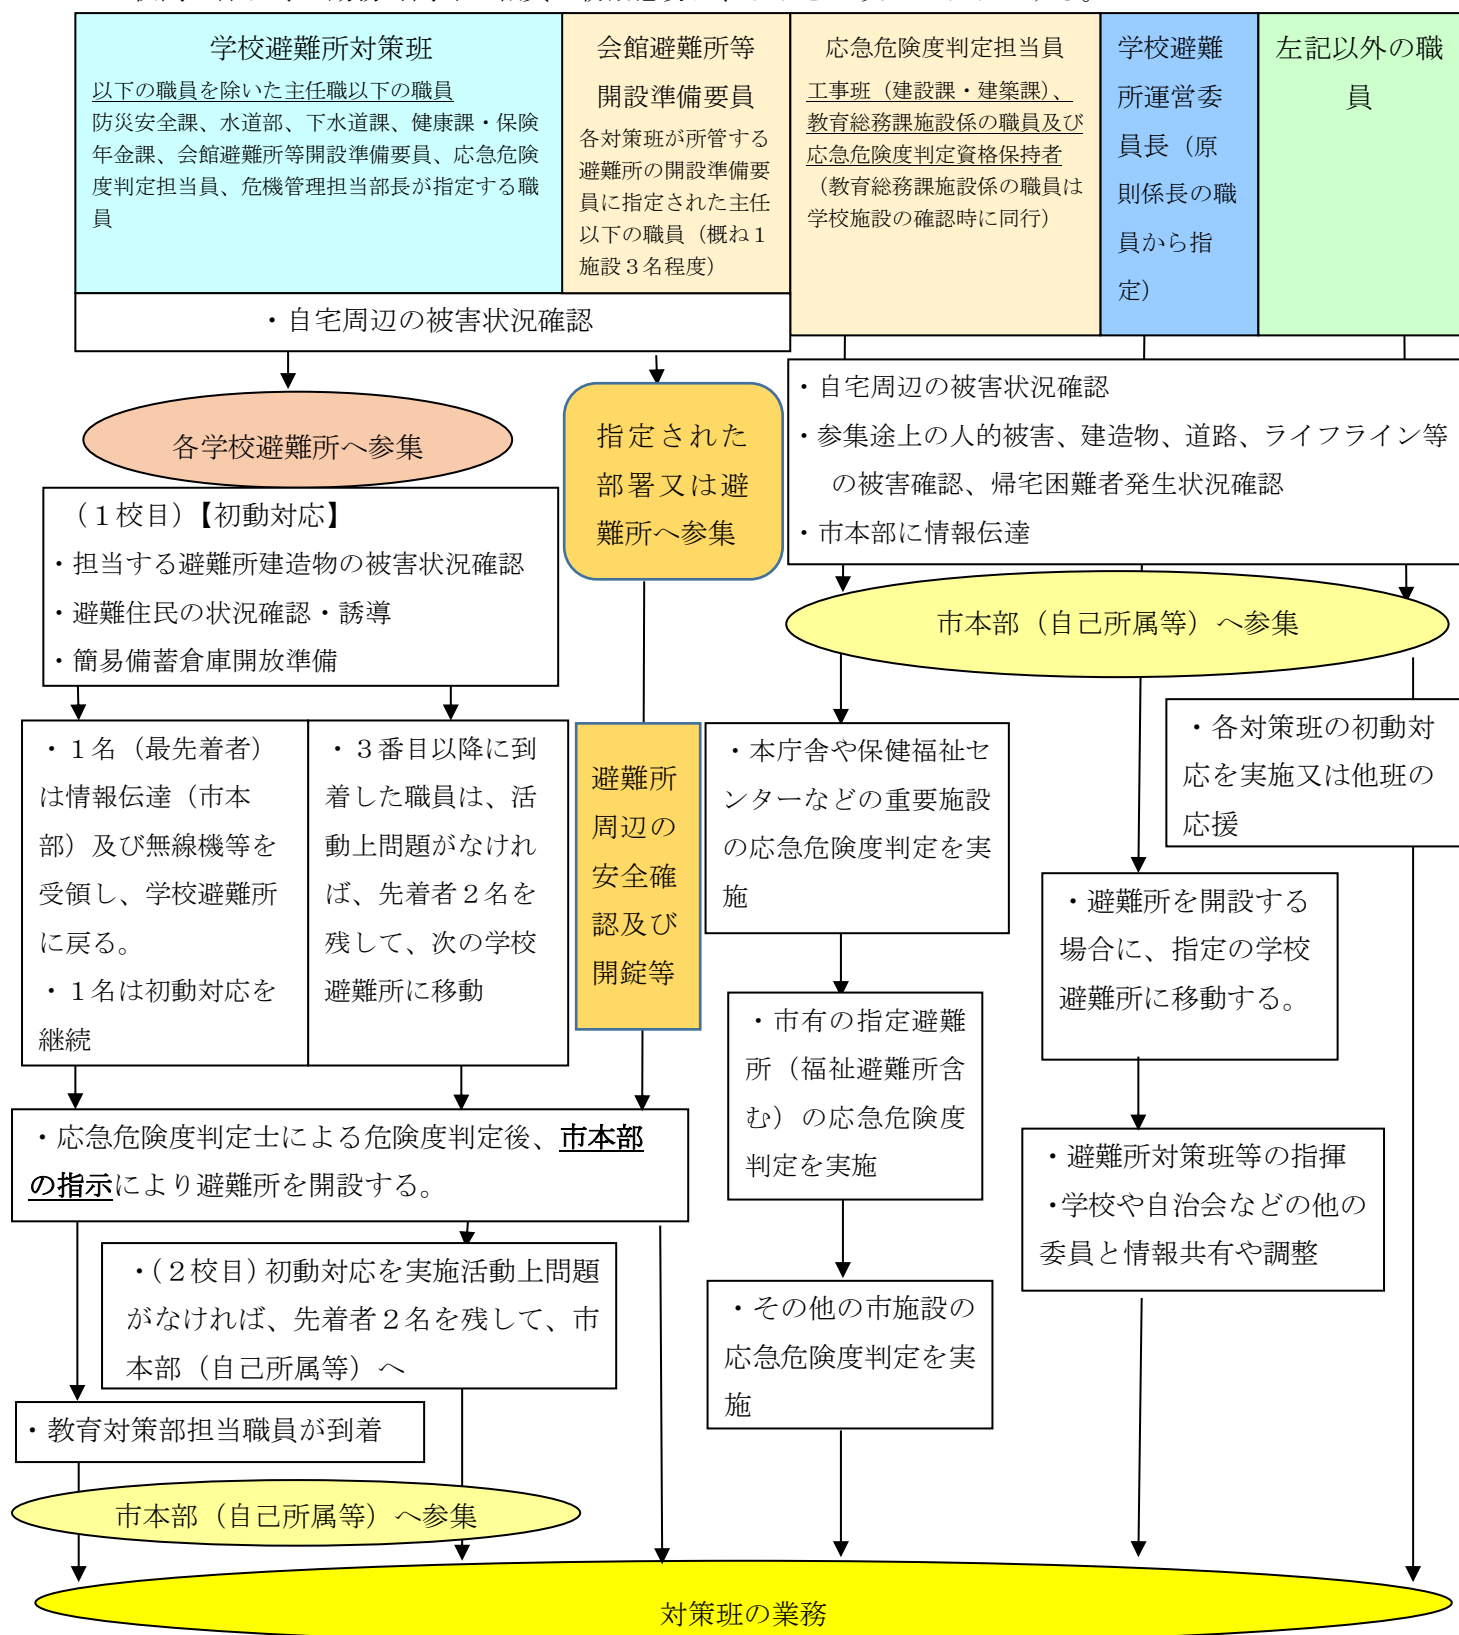 学校避難所対策班
以下の職員を除いた主任職以下の職員
防災安全課、水道部、下水道課、健康課・保険
年金課、会館避難所等開設準備要員、応急危険
度判定担当員、危機管理担当部長が指定する職
員
会館避難所等
開設準備要員
各対策班が所管する
避難所の開設準備要
員に指定された主任
以下の職員（概ね１
施設３名程度）
応急危険度判定担当員
工事班（建設課・建築課）、
教育総務課施設係の職員及び
応急危険度判定資格保持者
（教育総務課施設係の職員は
学校施設の確認時に同行）
学校避難
所運営委
員長（原
則係長の職
員から指
定）
左記以外の職
員
・自宅周辺の被害状況確認
各学校避難所へ参集
指定された
部署又は避
難所へ参集
・自宅周辺の被害状況確認
・参集途上の人的被害、建造物、道路、ライフライン等
の被害確認、帰宅困難者発生状況確認
・市本部に情報伝達
（１校目）【初動対応】
・担当する避難所建造物の被害状況確認
・避難住民の状況確認・誘導
・簡易備蓄倉庫開放準備
市本部（自己所属等）へ参集
・１名（最先着者）
は情報伝達（市本
部）及び無線機等を
受領し、学校避難所
に戻る。
・１名は初動対応を
継続
・３番目以降に到
着した職員は、活
動上問題がなけれ
ば、先着者２名を
残して、次の学校
避難所に移動
避難所
周辺の
安全確
認及び
開錠等
・本庁舎や保健福祉セ
ンターなどの重要施設
の応急危険度判定を実
施
・各対策班の初動対
応を実施又は他班の
応援
・避難所を開設する
場合に、指定の学校
避難所に移動する。
・市有の指定避難
所（福祉避難所含
む）の応急危険度
判定を実施
・応急危険度判定士による危険度判定後、市本部
の指示により避難所を開設する。
・避難所対策班等の指揮
・学校や自治会などの他の
委員と情報共有や調整
・（２校目）初動対応を実施活動上問題
がなければ、先着者２名を残して、市
本部（自己所属等）へ
・その他の市施設の
応急危険度判定を実
施
・教育対策部担当職員が到着
市本部（自己所属等）へ参集
対策班の業務